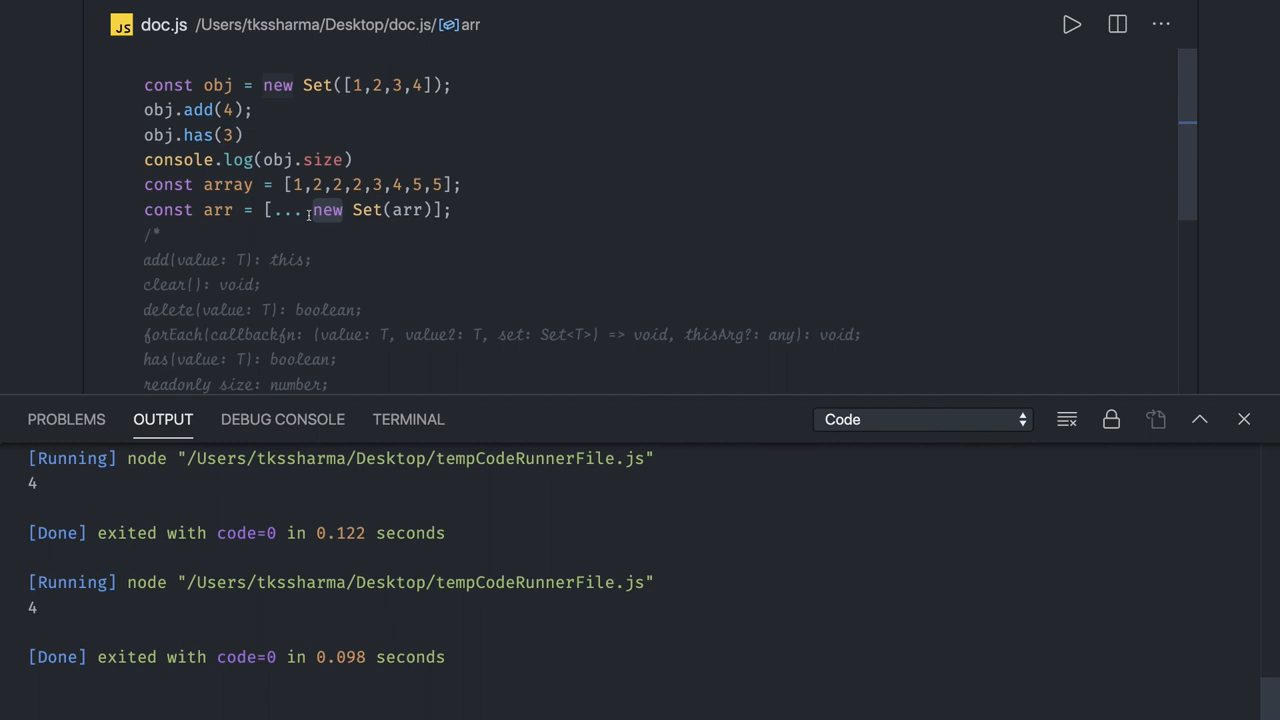 JS doc.js /Users/tkssharma/Desktop/doc.js/arr
const obj = new Set([1,2,3,4]);
obj.add(4);
obj.has(3)
console.log(obj.size)
const array = [1,2,2,2,3,4,5,5];
const arr = [... new Set(arr)];
/*
add(value: T): this;
clear(): void;
delete(value: T): boolean;
forEach(callbackfn: (value: T, value2: T, set: Set<T>) => void, thisArg?: any): void;
has(value: T): boolean;
readonly size: number;
PROBLEMS OUTPUT DEBUG CONSOLE TERMINAL Code
[Running] node "/Users/tkssharma/Desktop/tempCodeRunnerFile.js"
4
[Done] exited with code=0 in 0.122 seconds
[Running] node "/Users/tkssharma/Desktop/tempCodeRunnerFile.js"
4
[Done] exited with code=0 in 0.098 seconds